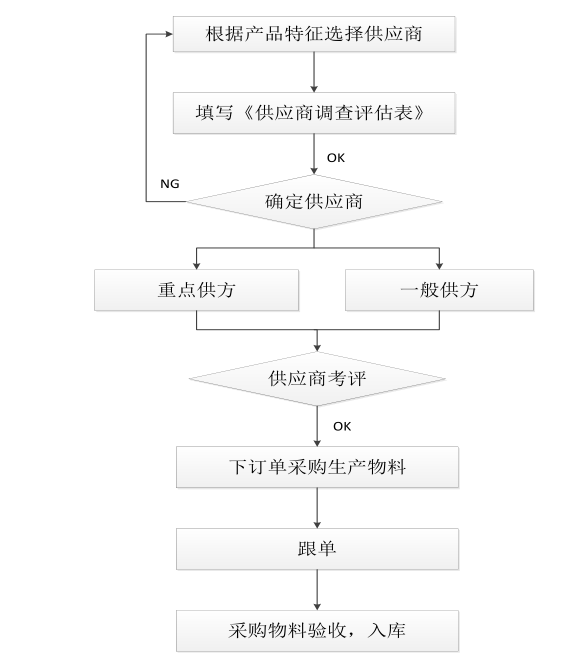 根据产品特征选择供应商
填写《供应商调查评估表》
OK
NG
确定供应商
重点供方
一般供方
供应商考评
OK
下订单采购生产物料
跟单
采购物料验收，入库